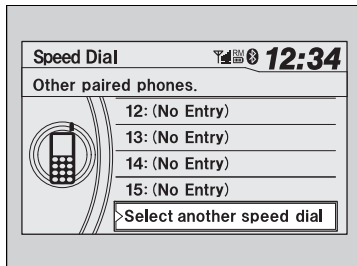 Speed Dial RM 12:34
Other paired phones.
12: (No Entry)
13: (No Entry)
14: (No Entry)
15: (No Entry)
Select another speed dial